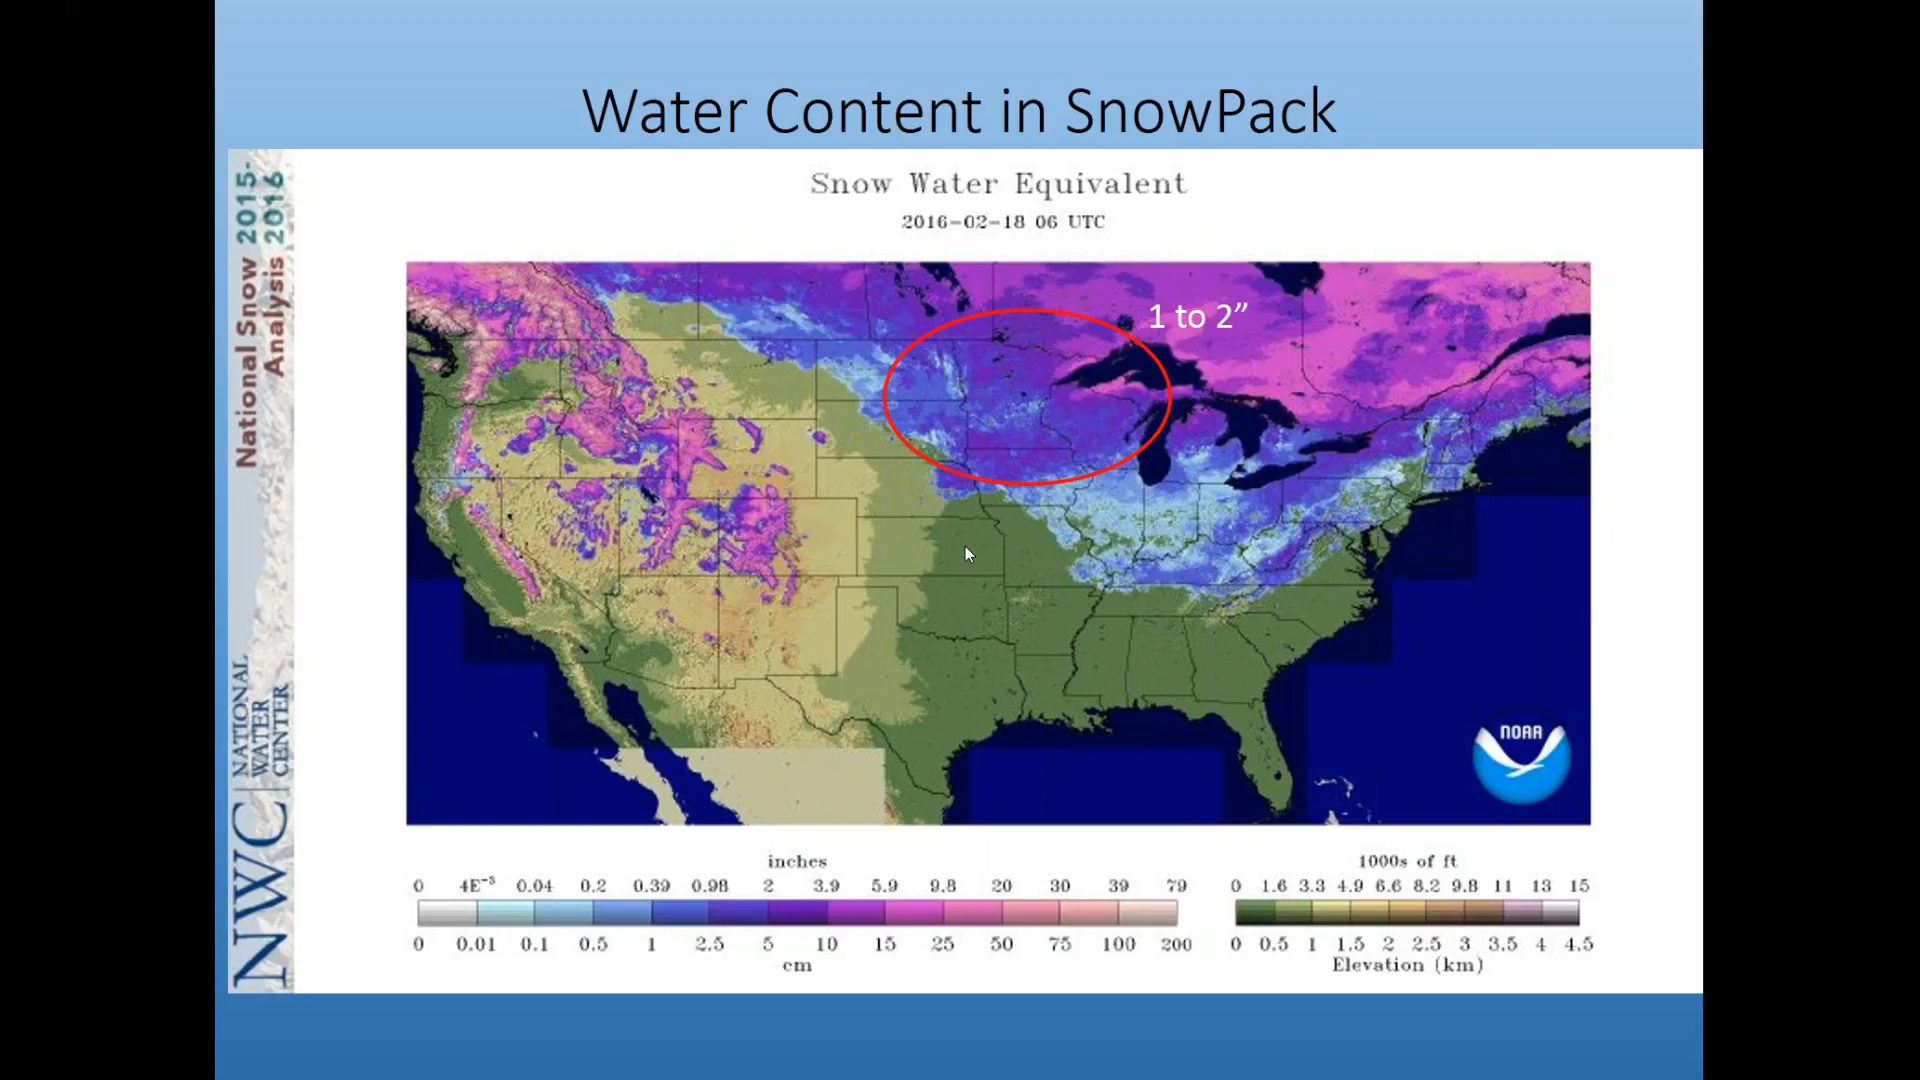 Water Content in SnowPack
National Snow 2015-
Analysis 2016
NWC
NATIONAL
WATER
CENTER
Snow Water Equivalent
2016-02-18 06 UTC
1 to 2”
NOAA
inches
0 4E⁻³ 0.04 0.2 0.39 0.98 2 3.9 5.9 9.8 20 30 39 79
0 0.01 0.1 0.5 1 2.5 5 10 15 25 50 75 100 200
cm
1000s of ft
0 1.6 3.3 4.9 6.6 8.2 9.8 11 13 15
0 0.5 1 1.5 2 2.5 3 3.5 4 4.5
Elevation (km)